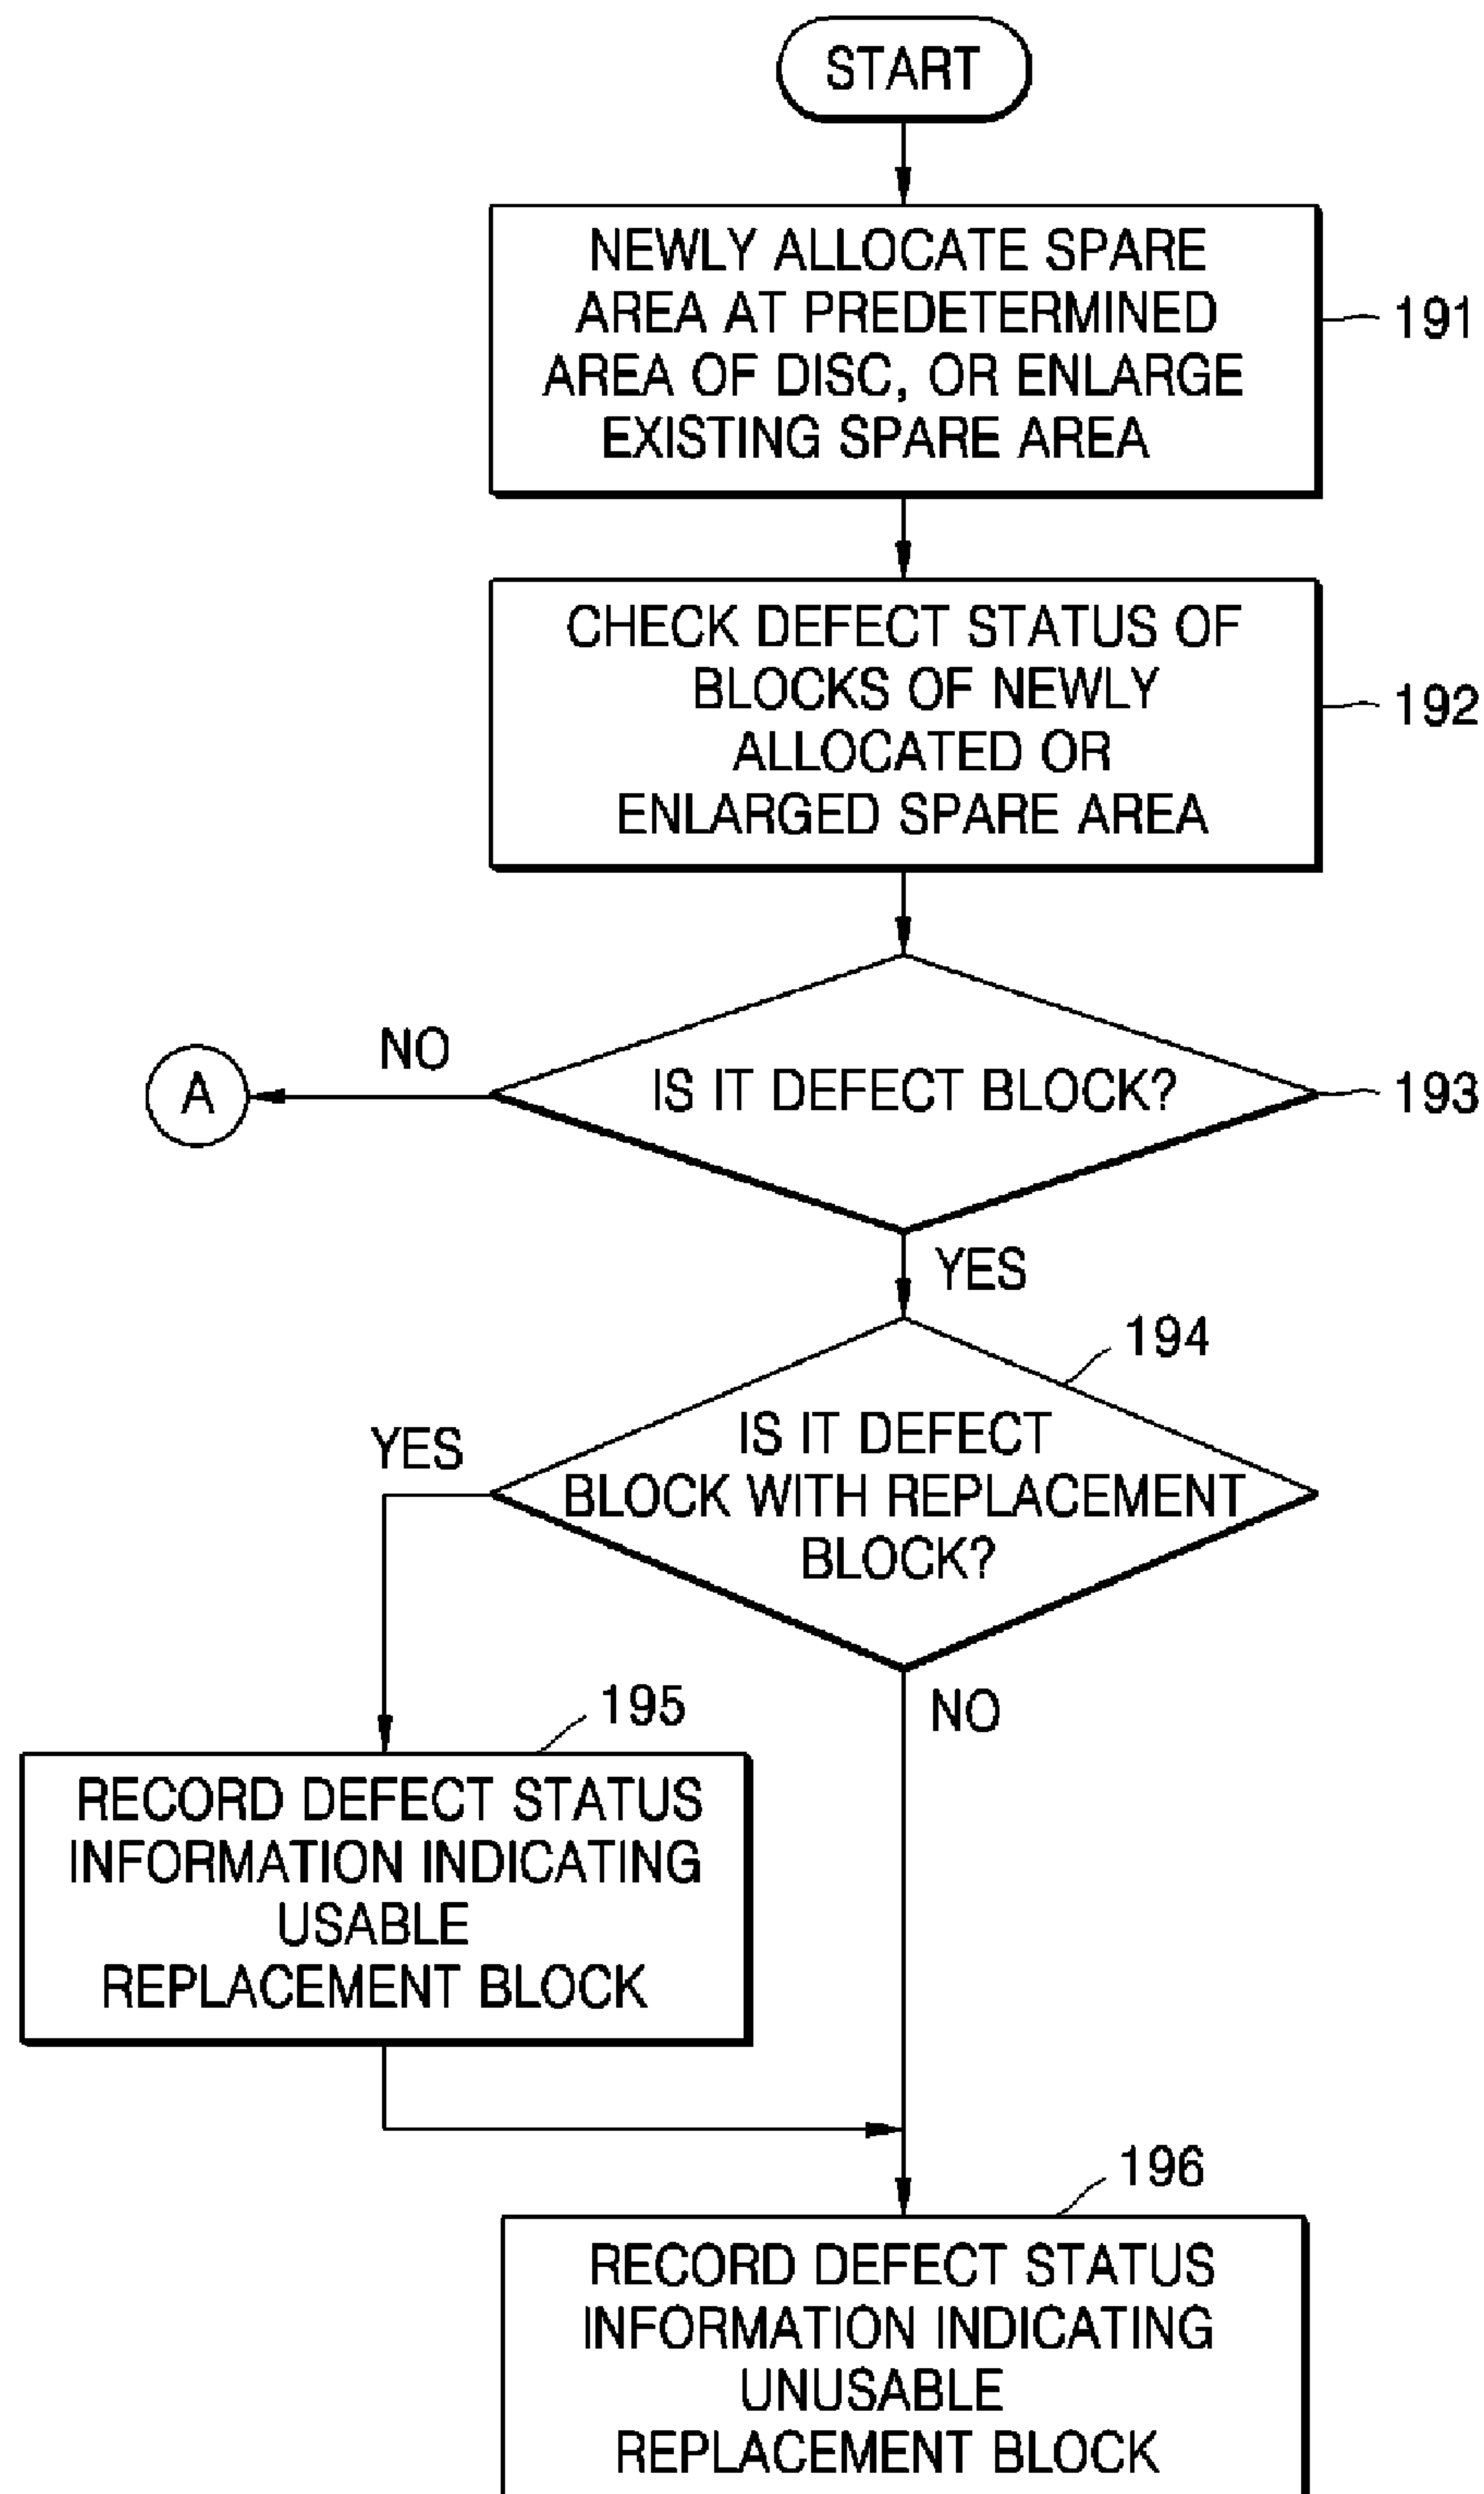 START
NEWLY ALLOCATE SPARE
AREA AT PREDETERMINED
AREA OF DISC, OR ENLARGE
EXISTING SPARE AREA
191
CHECK DEFECT STATUS OF
BLOCKS OF NEWLY
ALLOCATED OR
ENLARGED SPARE AREA
192
NO
A
IS IT DEFECT BLOCK?
193
YES
194
YES
IS IT DEFECT
BLOCK WITH REPLACEMENT
BLOCK?
195
NO
RECORD DEFECT STATUS
INFORMATION INDICATING
USABLE
REPLACEMENT BLOCK
196
RECORD DEFECT STATUS
INFORMATION INDICATING
UNUSABLE
REPLACEMENT BLOCK